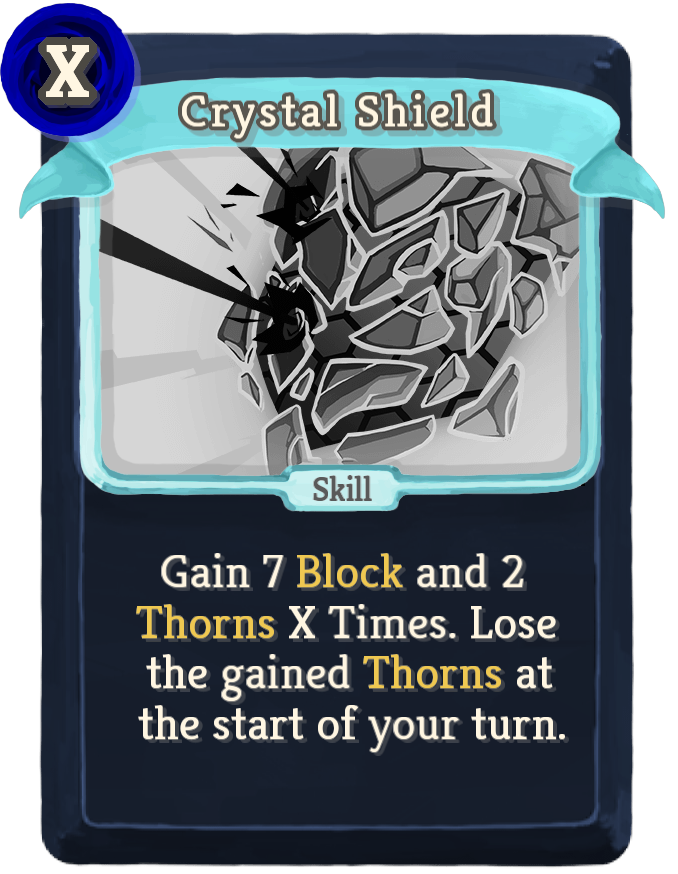 X
Crystal Shield
Skill
Gain 7 Block and 2
Thorns X Times. Lose
the gained Thorns at
the start of your turn.